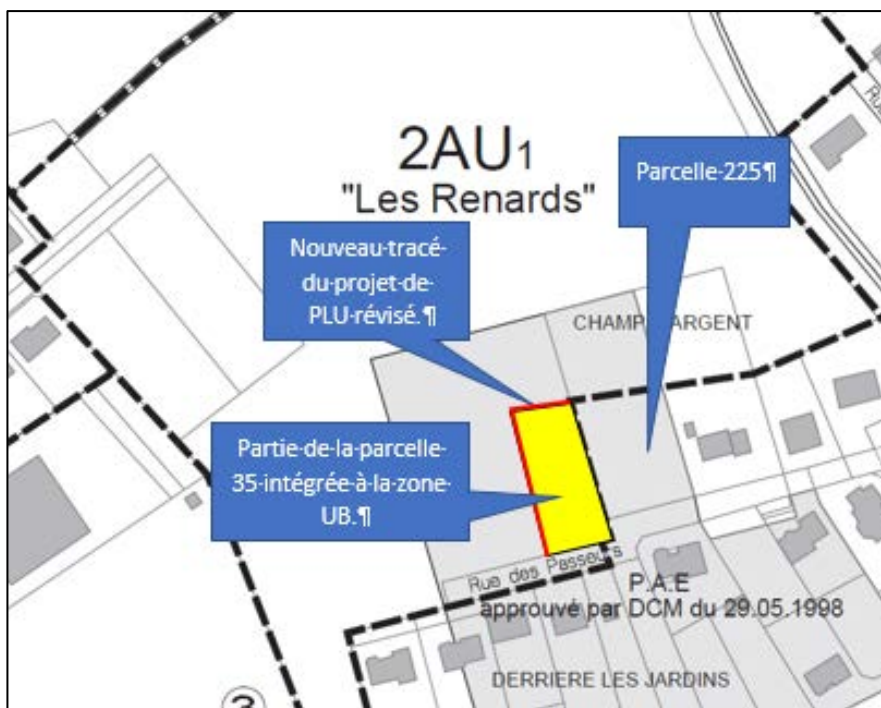 2AU1
"Les Renards"
Parcelle-225¶
Nouveau-tracé-
du-projet-de-
PLU-révisé.¶
CHAMP ARGENT
Partie-de-la-parcelle-
35-intégrée-à-la-zone-
UB.¶
Rue des Passeurs
P.A.E
approuvé par DCM du 29.05.1998
DERRIERE LES JARDINS